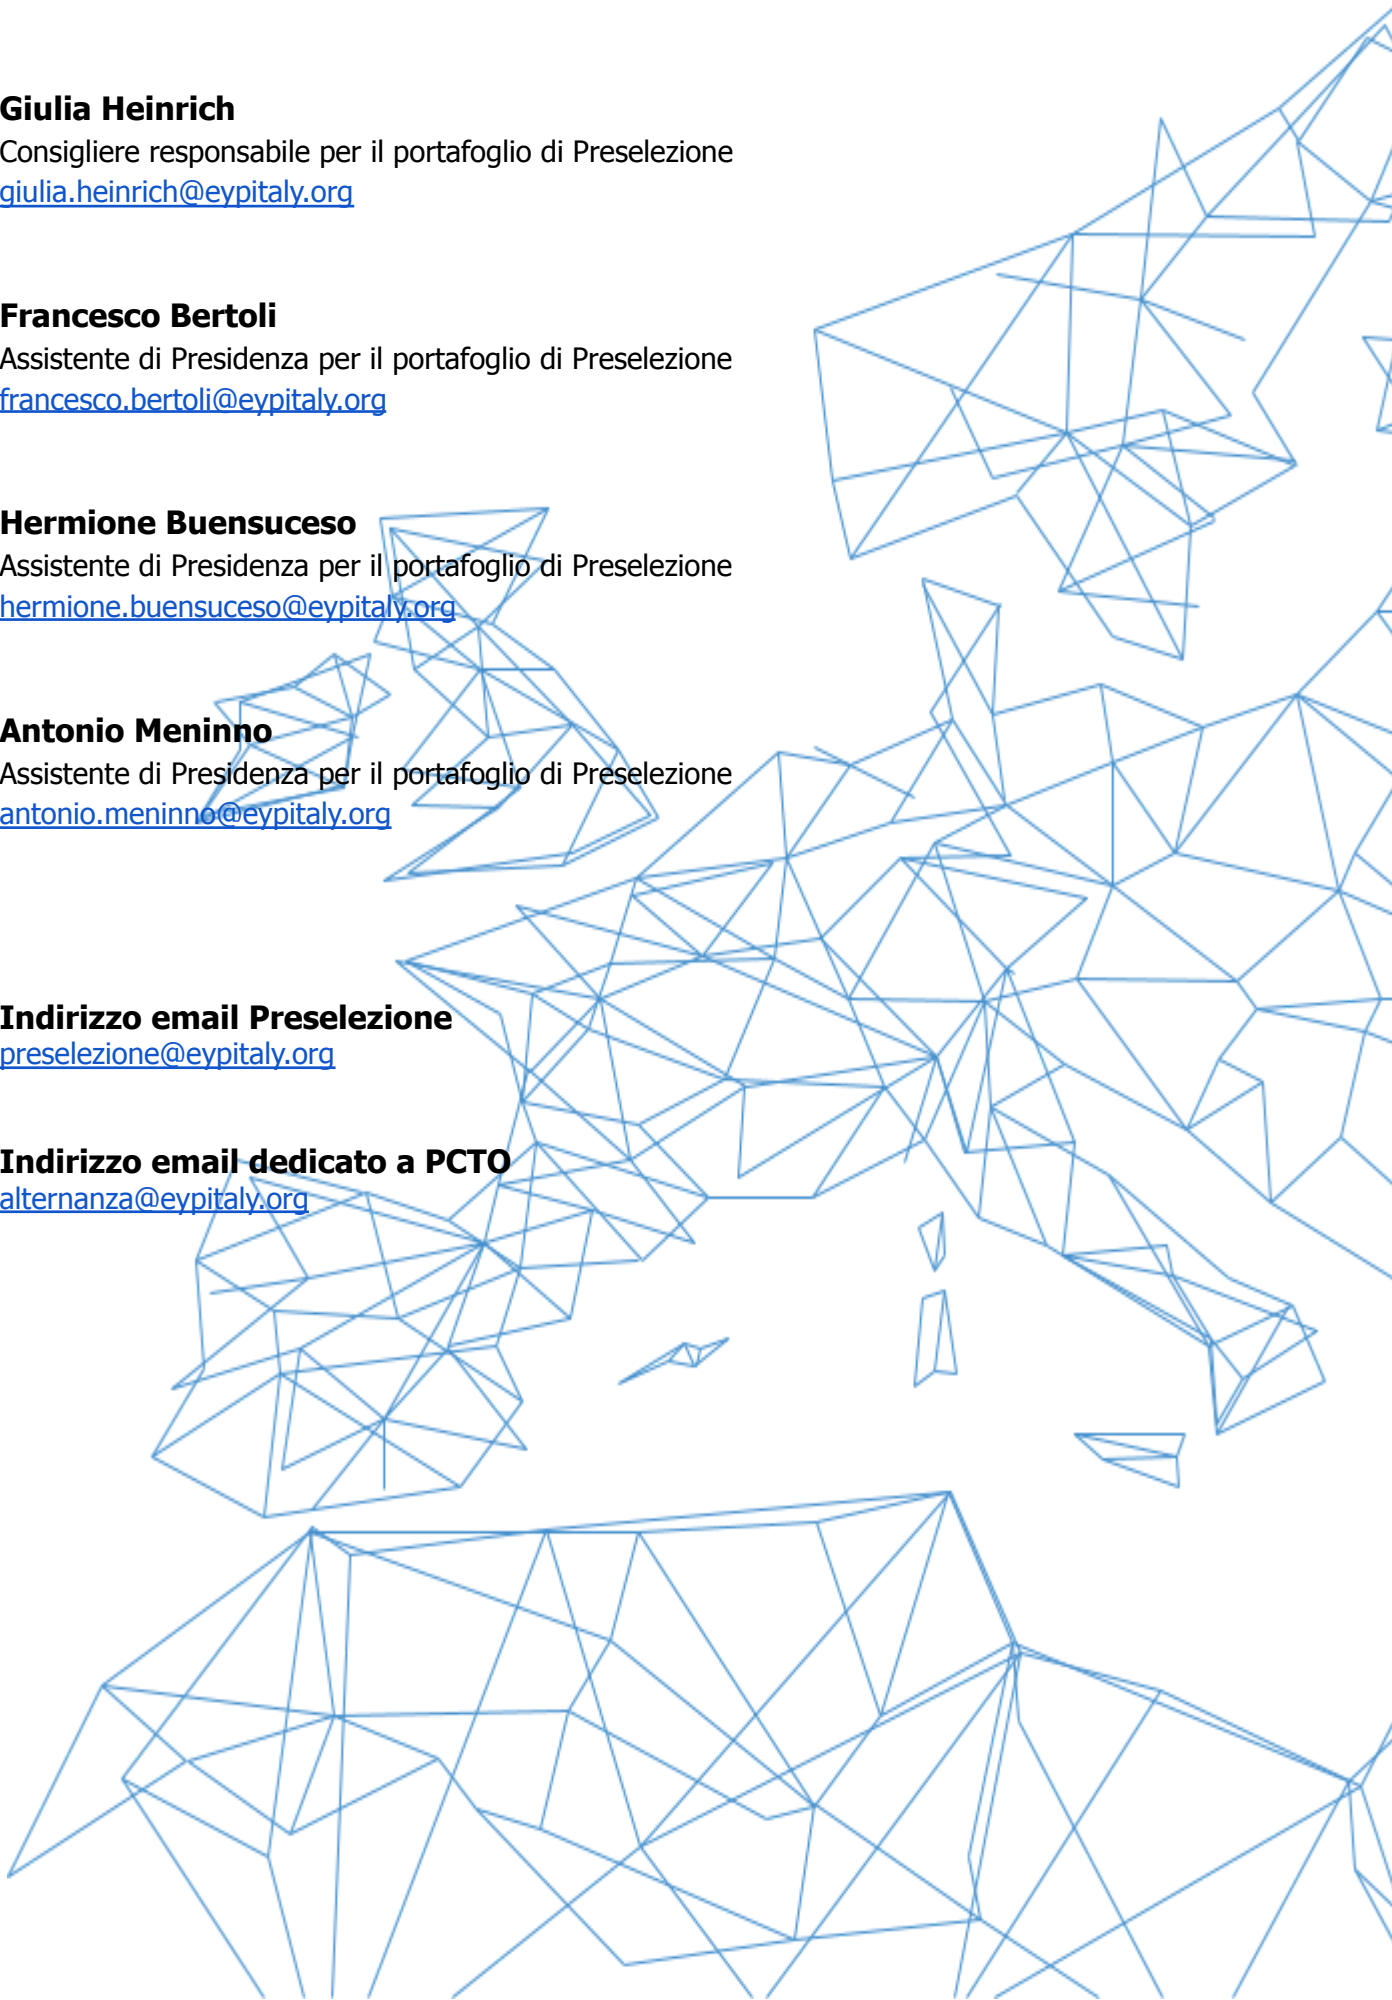 Giulia Heinrich
Consigliere responsabile per il portafoglio di Preselezione
giulia.heinrich@eypitaly.org
Francesco Bertoli
Assistente di Presidenza per il portafoglio di Preselezione
francesco.bertoli@eypitaly.org
Hermione Buensuceso
Assistente di Presidenza per il portafoglio di Preselezione
hermione.buensuceso@eypitaly.org
Antonio Meninno
Assistente di Presidenza per il portafoglio di Preselezione
antonio.meninno@eypitaly.org
Indirizzo email Preselezione
preselezione@eypitaly.org
Indirizzo email dedicato a PCTO
alternanza@eypitaly.org